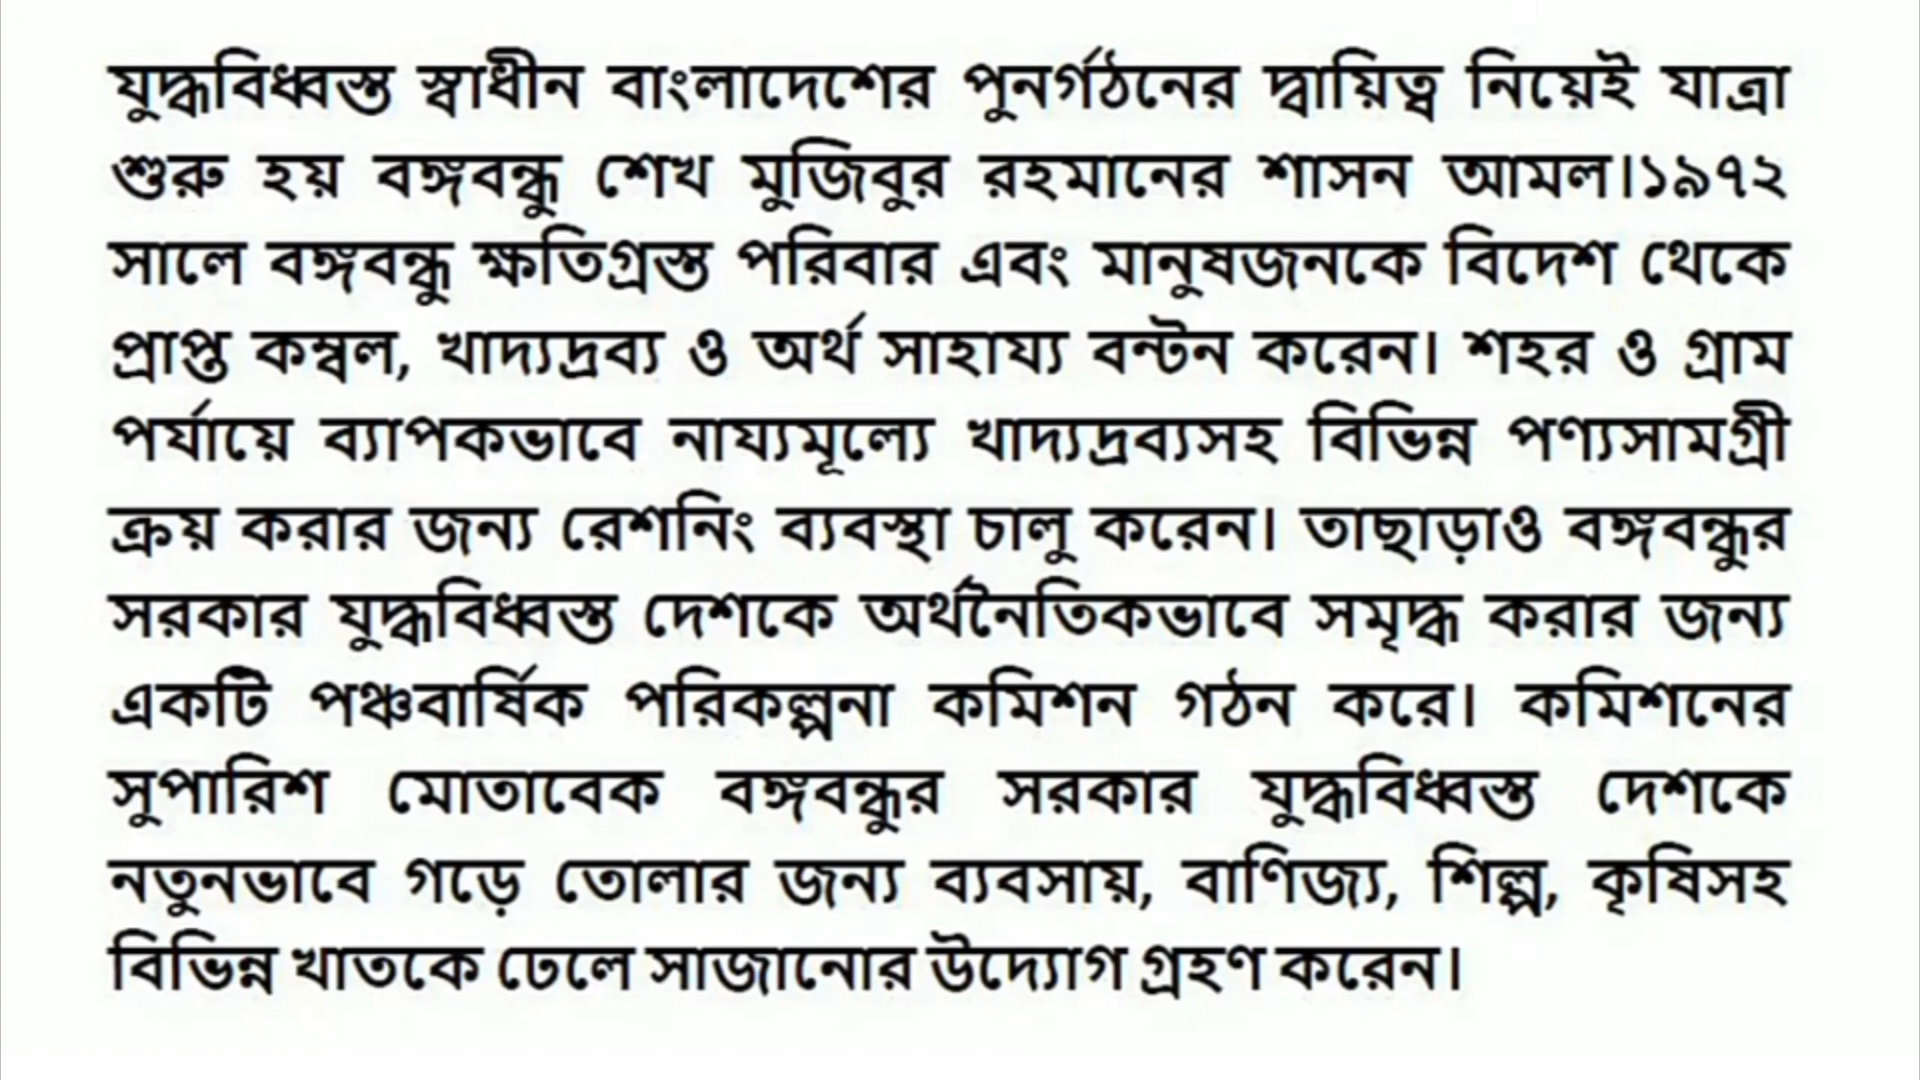 যুদ্ধবিধ্বস্ত স্বাধীন বাংলাদেশের পুনর্গঠনের দ্বায়িত্ব নিয়েই যাত্রা
শুরু হয় বঙ্গবন্ধু শেখ মুজিবুর রহমানের শাসন আমল।১৯৭২
সালে বঙ্গবন্ধু ক্ষতিগ্রস্ত পরিবার এবং মানুষজনকে বিদেশ থেকে
প্রাপ্ত কম্বল, খাদ্যদ্রব্য ও অর্থ সাহায্য বন্টন করেন। শহর ও গ্রাম
পর্যায়ে ব্যাপকভাবে নায্যমূল্যে খাদ্যদ্রব্যসহ বিভিন্ন পণ্যসামগ্রী
ক্রয় করার জন্য রেশনিং ব্যবস্থা চালু করেন। তাছাড়াও বঙ্গবন্ধুর
সরকার যুদ্ধবিধ্বস্ত দেশকে অর্থনৈতিকভাবে সমৃদ্ধ করার জন্য
একটি পঞ্চবার্ষিক পরিকল্পনা কমিশন গঠন করে। কমিশনের
সুপারিশ মোতাবেক বঙ্গবন্ধুর সরকার যুদ্ধবিধ্বস্ত দেশকে
নতুনভাবে গড়ে তোলার জন্য ব্যবসায়, বাণিজ্য, শিল্প, কৃষিসহ
বিভিন্ন খাতকে ঢেলে সাজানোর উদ্যোগ গ্রহণ করেন।